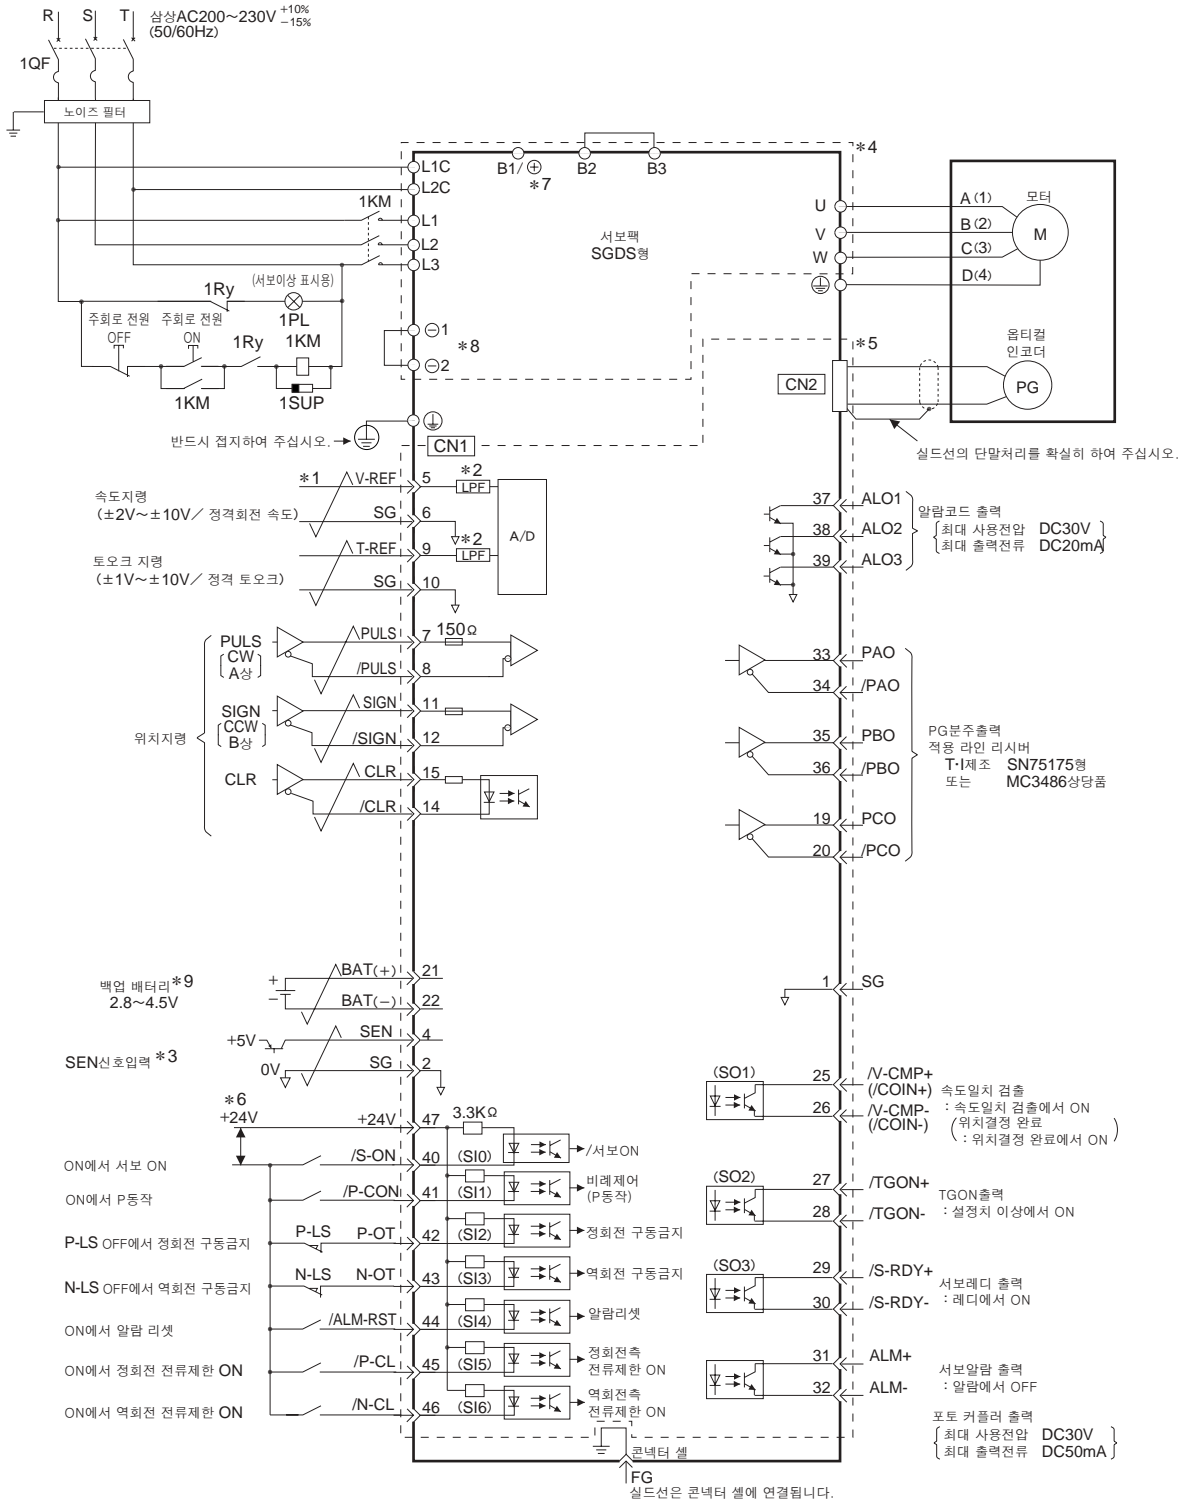 R S T 삼상AC200～230V +10% −15%
(50/60Hz)
1QF
노이즈 필터
L1C
L2C
1KM
L1
L2
L3
B1/⊕ B2 B3 *4
*7
서보팩
SGDS형
U
V
W
A(1)
B(2)
C(3)
D(4)
모터
M
(서보이상 표시용)
1Ry
1PL
주회로 전원 주회로 전원
OFF ON
1Ry
1KM
1KM
1SUP
⊖1
⊖2
*8
*5
옵티컬
인코더
PG
CN2
반드시 접지하여 주십시오.
CN1
실드선의 단말처리를 확실히 하여 주십시오.
*1 V-REF 5 *2
LPF
속도지령
(±2V～±10V／ 정격회전 속도)
SG 6
A/D
T-REF 9 *2
LPF
토오크 지령
(±1V～±10V／ 정격 토오크)
SG 10
37 ALO1
38 ALO2
39 ALO3
알람코드 출력
최대 사용전압 DC30V
최대 출력전류 DC20mA
위치지령
PULS
CW
A상
PULS 7 150Ω
/PULS 8
SIGN
CCW
B상
SIGN 11
/SIGN 12
CLR
CLR 15
/CLR 14
33 PAO
34 /PAO
35 PBO
36 /PBO
19 PCO
20 /PCO
PG분주출력
적용 라인 리시버
T·I제조 SN75175형
또는 MC3486상당품
백업 배터리*9
2.8～4.5V
+
−
BAT(+) 21
BAT(−) 22
1 SG
SEN신호입력 *3
+5V SEN 4
0V SG 2
*6
+24V
+24V 47 3.3KΩ
ON에서 서보 ON /S-ON 40 (SI0) /서보ON
ON에서 P동작 /P-CON 41 (SI1) 비례제어
(P동작)
P-LS OFF에서 정회전 구동금지 P-LS P-OT 42 (SI2) 정회전 구동금지
N-LS OFF에서 역회전 구동금지 N-LS N-OT 43 (SI3) 역회전 구동금지
ON에서 알람 리셋 /ALM-RST 44 (SI4) 알람리셋
ON에서 정회전 전류제한 ON /P-CL 45 (SI5) 정회전측
전류제한 ON
ON에서 역회전 전류제한 ON /N-CL 46 (SI6) 역회전측
전류제한 ON
(SO1)
25 /V-CMP+
(/COIN+)
26 /V-CMP-
(/COIN-)
속도일치 검출
: 속도일치 검출에서 ON
(위치결정 완료
: 위치결정 완료에서 ON)
(SO2)
27 /TGON+
28 /TGON-
TGON출력
: 설정치 이상에서 ON
(SO3)
29 /S-RDY+
30 /S-RDY-
서보레디 출력
: 레디에서 ON
31 ALM+
32 ALM-
서보알람 출력
: 알람에서 OFF
포토 커플러 출력
최대 사용전압 DC30V
최대 출력전류 DC50mA
콘넥터 셸
FG
실드선은 콘넥터 셸에 연결됩니다.